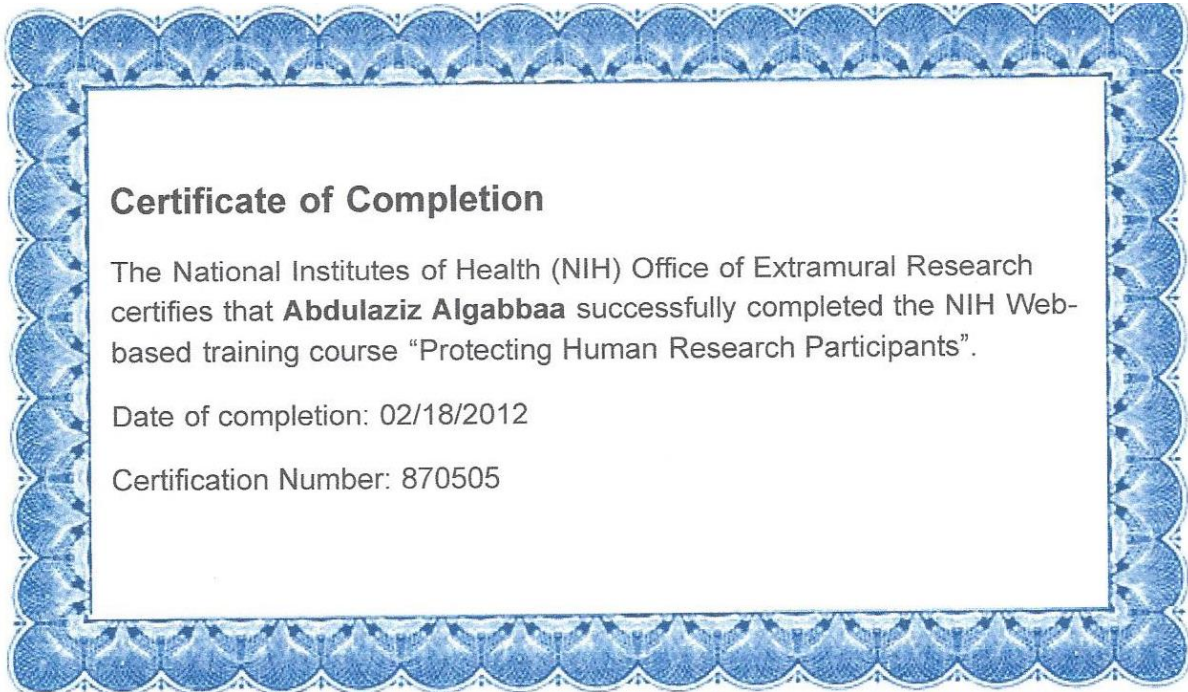 Certificate of Completion
The National Institutes of Health (NIH) Office of Extramural Research
certifies that Abdulaziz Algabbaa successfully completed the NIH Web-
based training course “Protecting Human Research Participants”.
Date of completion: 02/18/2012
Certification Number: 870505